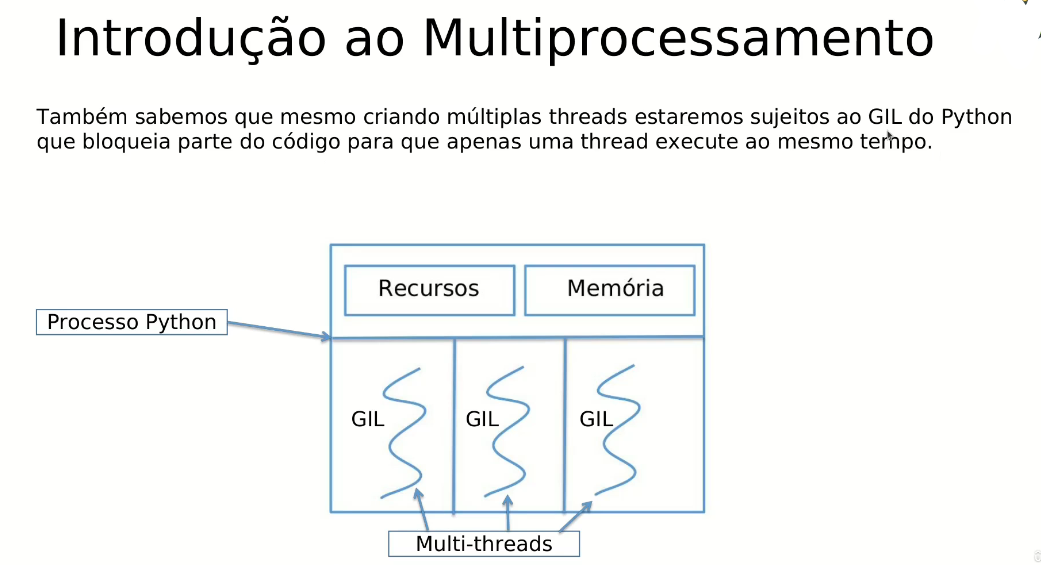 Introdução ao Multiprocessamento
Também sabemos que mesmo criando múltiplas threads estaremos sujeitos ao GIL do Python
que bloqueia parte do código para que apenas uma thread execute ao mesmo tempo.
Recursos
Memória
Processo Python
GIL
GIL
GIL
Multi-threads